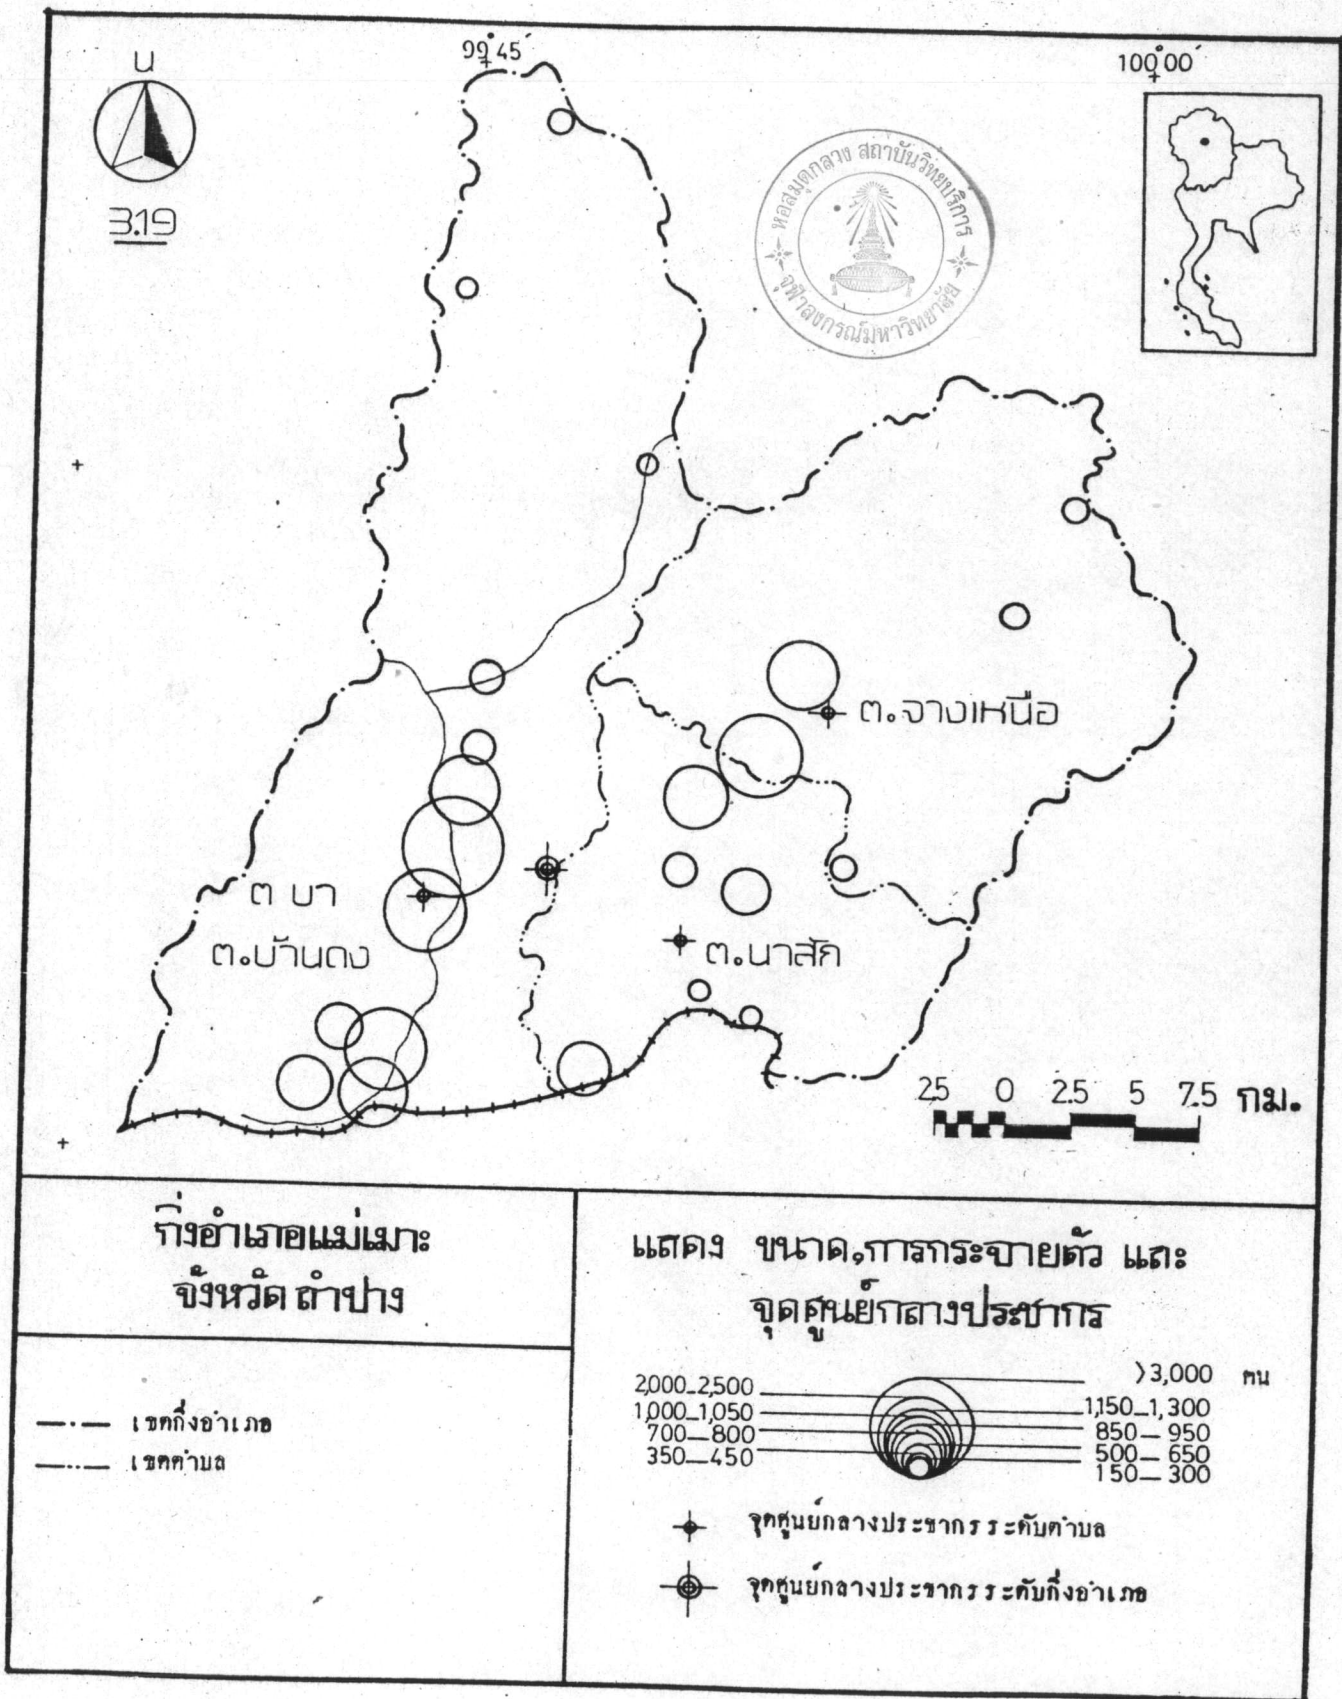 น
3.19
99°45′
100°00′
หอสมุดกลาง สถาบันวิทยบริการ
จุฬาลงกรณ์มหาวิทยาลัย
ต.จางเหนือ
ต บา
ต.บ้านดง
ต.นาสัก
2.5 0 2.5 5 7.5 กม.
กิ่งอำเภอแม่เมาะ
จังหวัด ลำปาง
เขตกิ่งอำเภอ
เขตตำบล
แสดง ขนาด,การกระจายตัว และ
จุดศูนย์กลางประชากร
>3,000 คน
2,000_2,500
1,150_1,300
1,000_1,050
850_950
700_800
500_650
350_450
150_300
จุดศูนย์กลางประชากรระดับตำบล
จุดศูนย์กลางประชากรระดับกิ่งอำเภอ